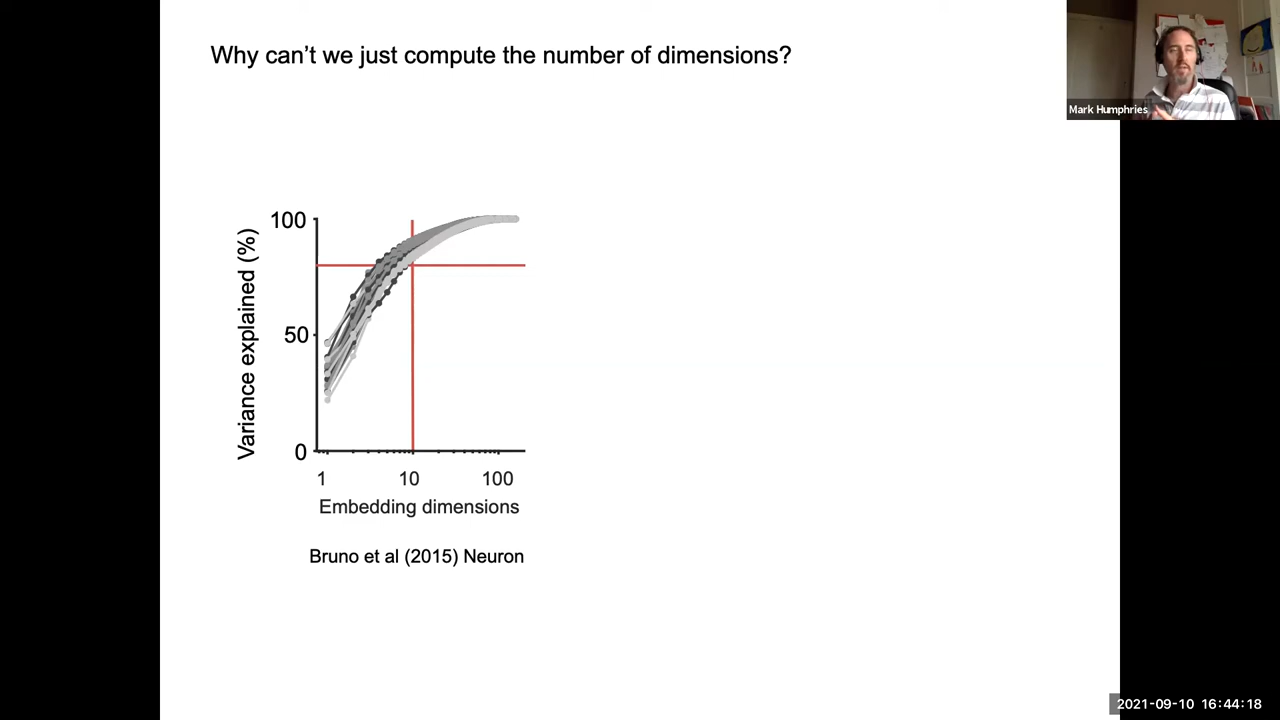 Why can't we just compute the number of dimensions?
Mark Humphries
Variance explained (%)
100
50
0
1 10 100
Embedding dimensions
Bruno et al (2015) Neuron
2021-09-10 16:44:18